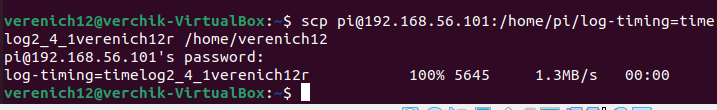 verenich12@verchik-VirtualBox:~$ scp pi@192.168.56.101:/home/pi/log-timing=time
log2_4_1verenich12r /home/verenich12
pi@192.168.56.101's password:
log-timing=timelog2_4_1verenich12r 100% 5645 1.3MB/s 00:00
verenich12@verchik-VirtualBox:~$